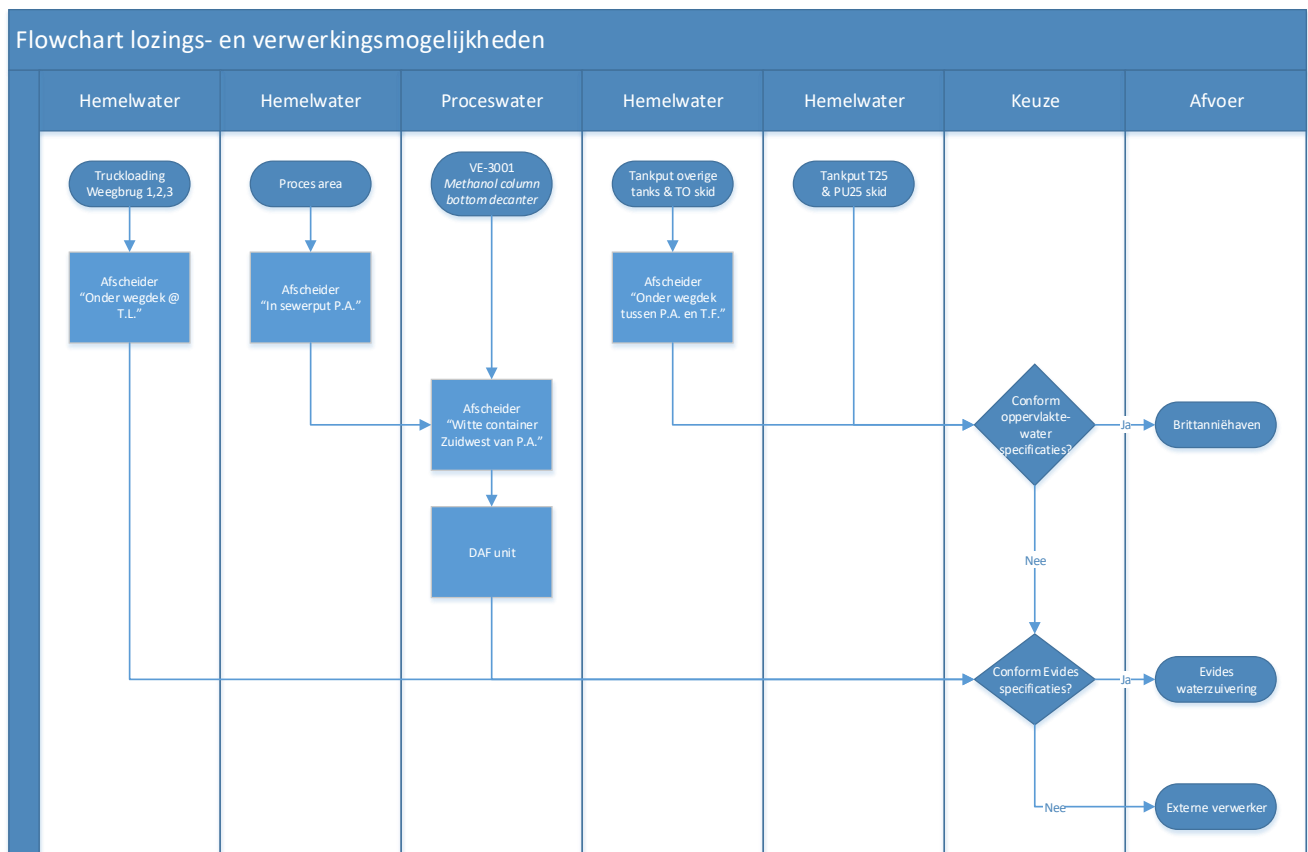 Flowchart lozings- en verwerkingsmogelijkheden
Hemelwater
Hemelwater
Proceswater
Hemelwater
Hemelwater
Keuze
Afvoer
Truckloading
Weegbrug 1,2,3
Proces area
VE-3001
Methanol column
bottom decanter
Tankput overige
tanks & TO skid
Tankput T25
& PU25 skid
Afscheider
“Onder wegdek @
T.L.”
Afscheider
“In sewerput P.A.”
Afscheider
“Onder wegdek
tussen P.A. en T.F.”
Afscheider
“Witte container
Zuidwest van P.A.”
Conform
oppervlakte-
water
specificaties?
Ja
Brittanniëhaven
DAF unit
Nee
Conform Evides
specificaties?
Ja
Evides
waterzuivering
Nee
Externe verwerker